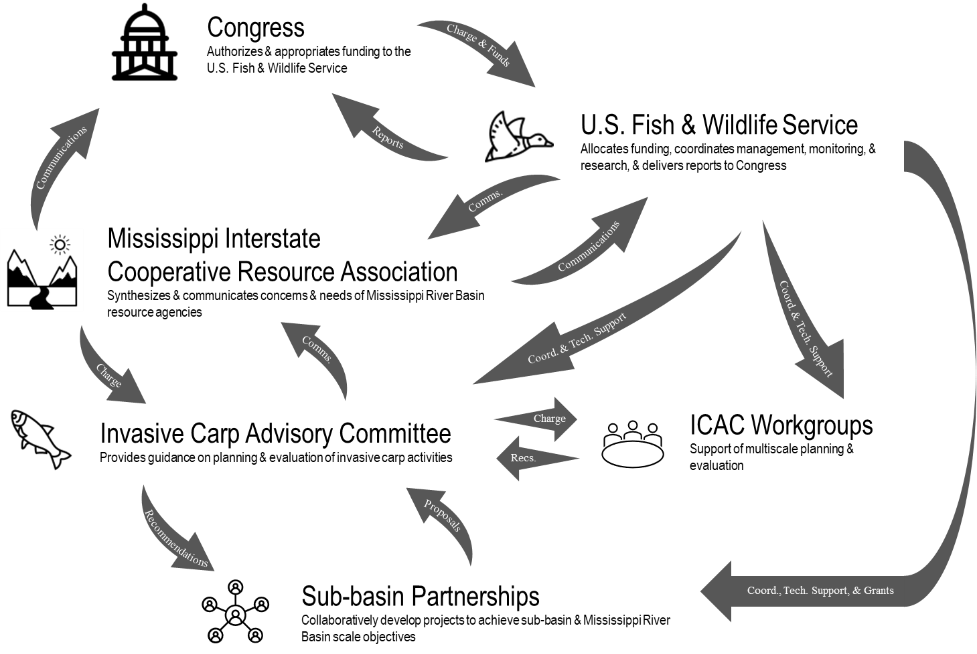 Congress
Authorizes & appropriates funding to the
U.S. Fish & Wildlife Service
Charge & Funds
Reports
Communications
U.S. Fish & Wildlife Service
Allocates funding, coordinates management, monitoring, &
research, & delivers reports to Congress
Comms.
Communications
Mississippi Interstate
Cooperative Resource Association
Synthesizes & communicates concerns & needs of Mississippi River Basin
resource agencies
Coord. & Tech. Support
Coord. & Tech. Support
Charge
Comms.
Invasive Carp Advisory Committee
Provides guidance on planning & evaluation of invasive carp activities
Charge
Recs.
ICAC Workgroups
Support of multiscale planning &
evaluation
Recommendations
Proposals
Sub-basin Partnerships
Collaboratively develop projects to achieve sub-basin & Mississippi River
Basin scale objectives
Coord., Tech. Support, & Grants